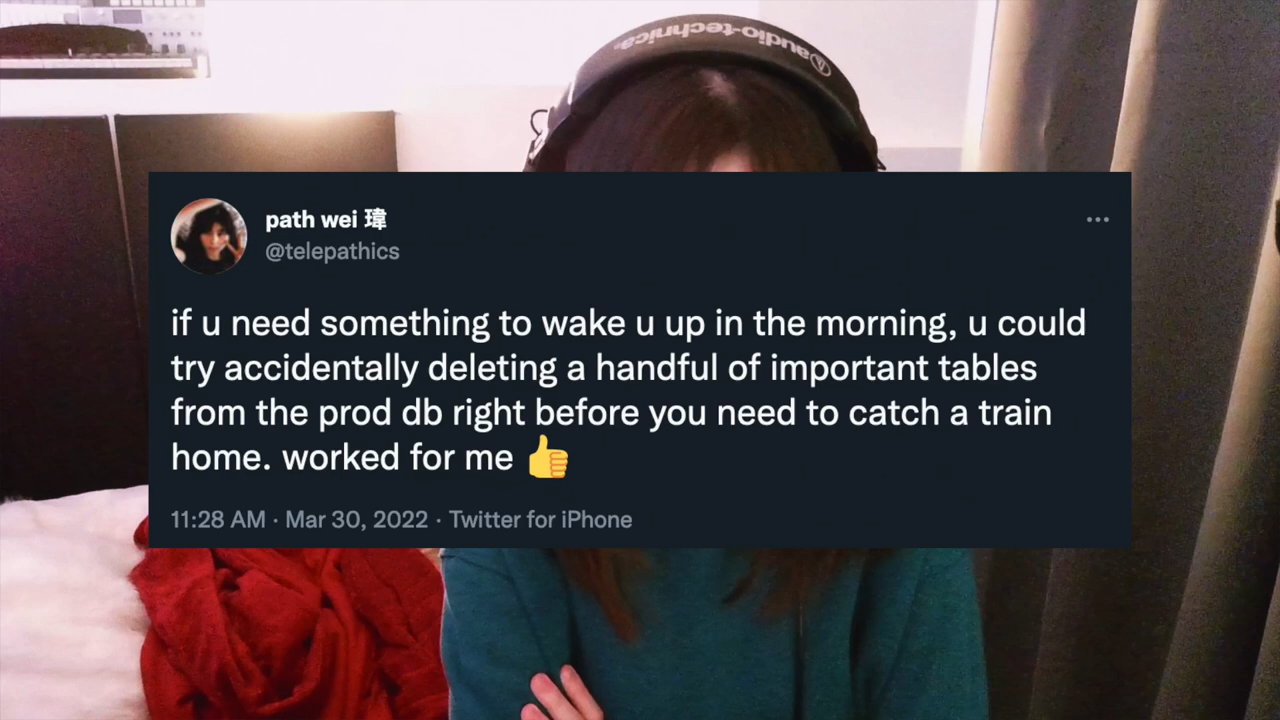 audio-technica
path wei 瑋
@telepathics
if u need something to wake u up in the morning, u could
try accidentally deleting a handful of important tables
from the prod db right before you need to catch a train
home. worked for me 👍
11:28 AM · Mar 30, 2022 · Twitter for iPhone